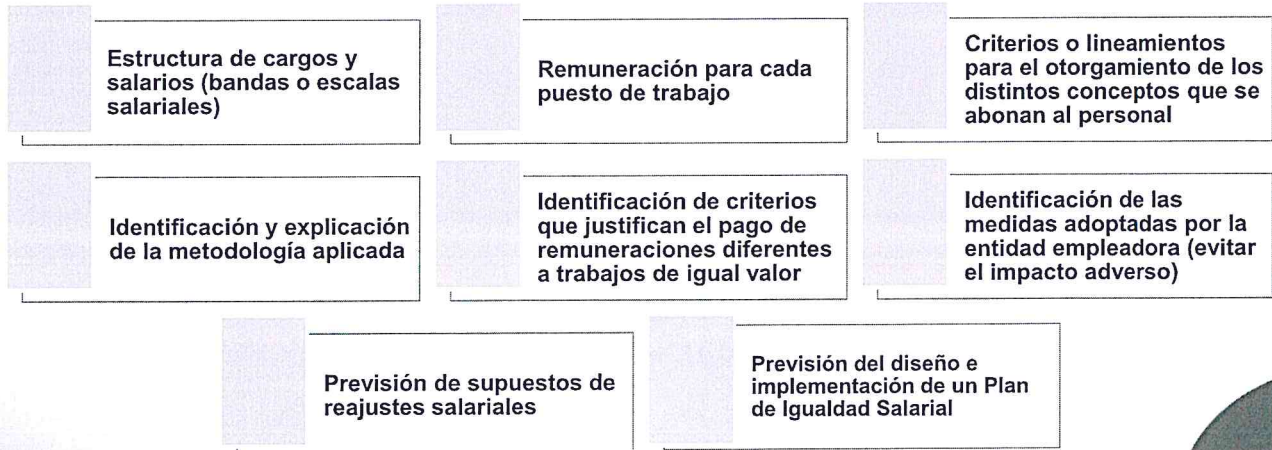 Estructura de cargos y
salarios (bandas o escalas
salariales)
Remuneración para cada
puesto de trabajo
Criterios o lineamientos
para el otorgamiento de los
distintos conceptos que se
abonan al personal
Identificación y explicación
de la metodología aplicada
Identificación de criterios
que justifican el pago de
remuneraciones diferentes
a trabajos de igual valor
Identificación de las
medidas adoptadas por la
entidad empleadora (evitar
el impacto adverso)
Previsión de supuestos de
reajustes salariales
Previsión del diseño e
implementación de un Plan
de Igualdad Salarial